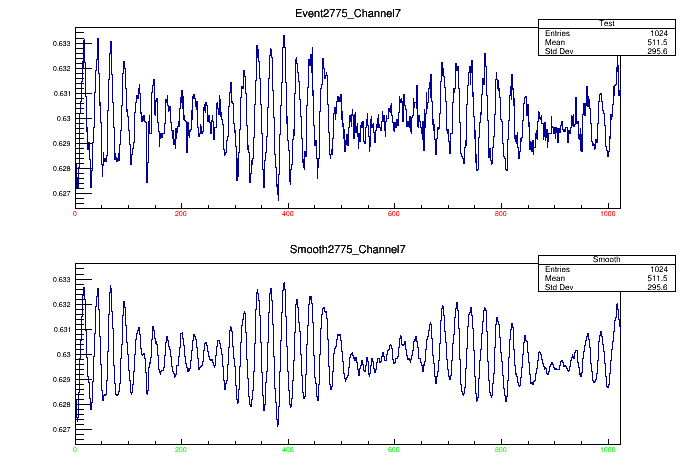 Event2775_Channel7
Test
Entries 1024
Mean 511.5
Std Dev 295.6
0.633
0.632
0.631
0.63
0.629
0.628
0.627
0 200 400 600 800 1000
Smooth2775_Channel7
Smooth
Entries 1024
Mean 511.5
Std Dev 295.6
0.633
0.632
0.631
0.63
0.629
0.628
0.627
0 200 400 600 800 1000